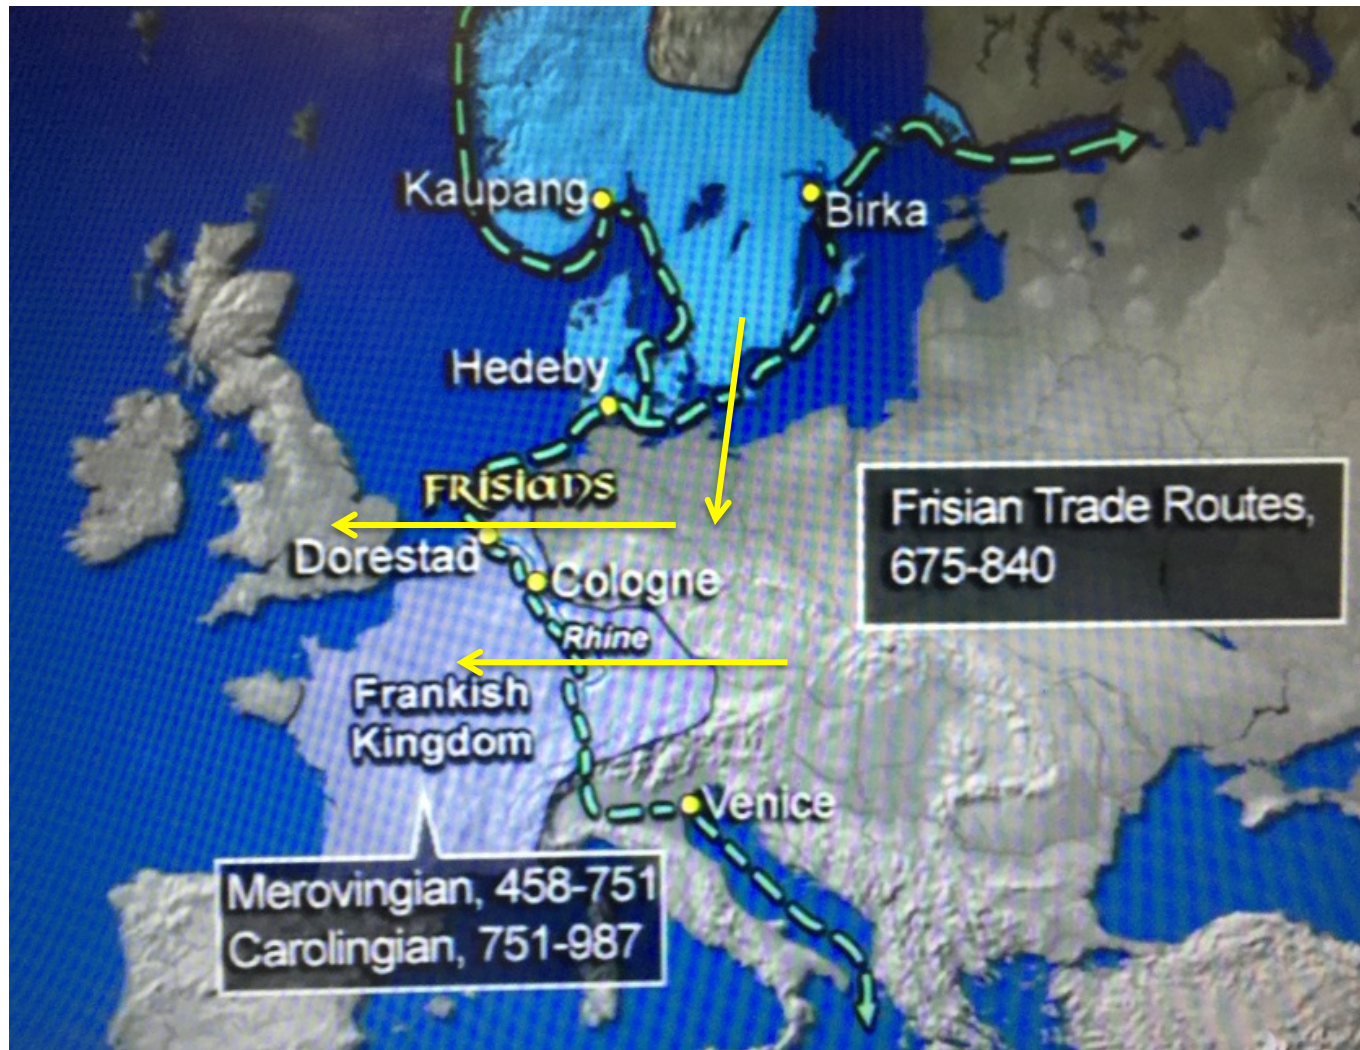 Kaupang
Birka
Hedeby
FRISIANS
Frisian Trade Routes,
675-840
Dorestad
Cologne
Rhine
Frankish
Kingdom
Venice
Merovingian, 458-751
Carolingian, 751-987